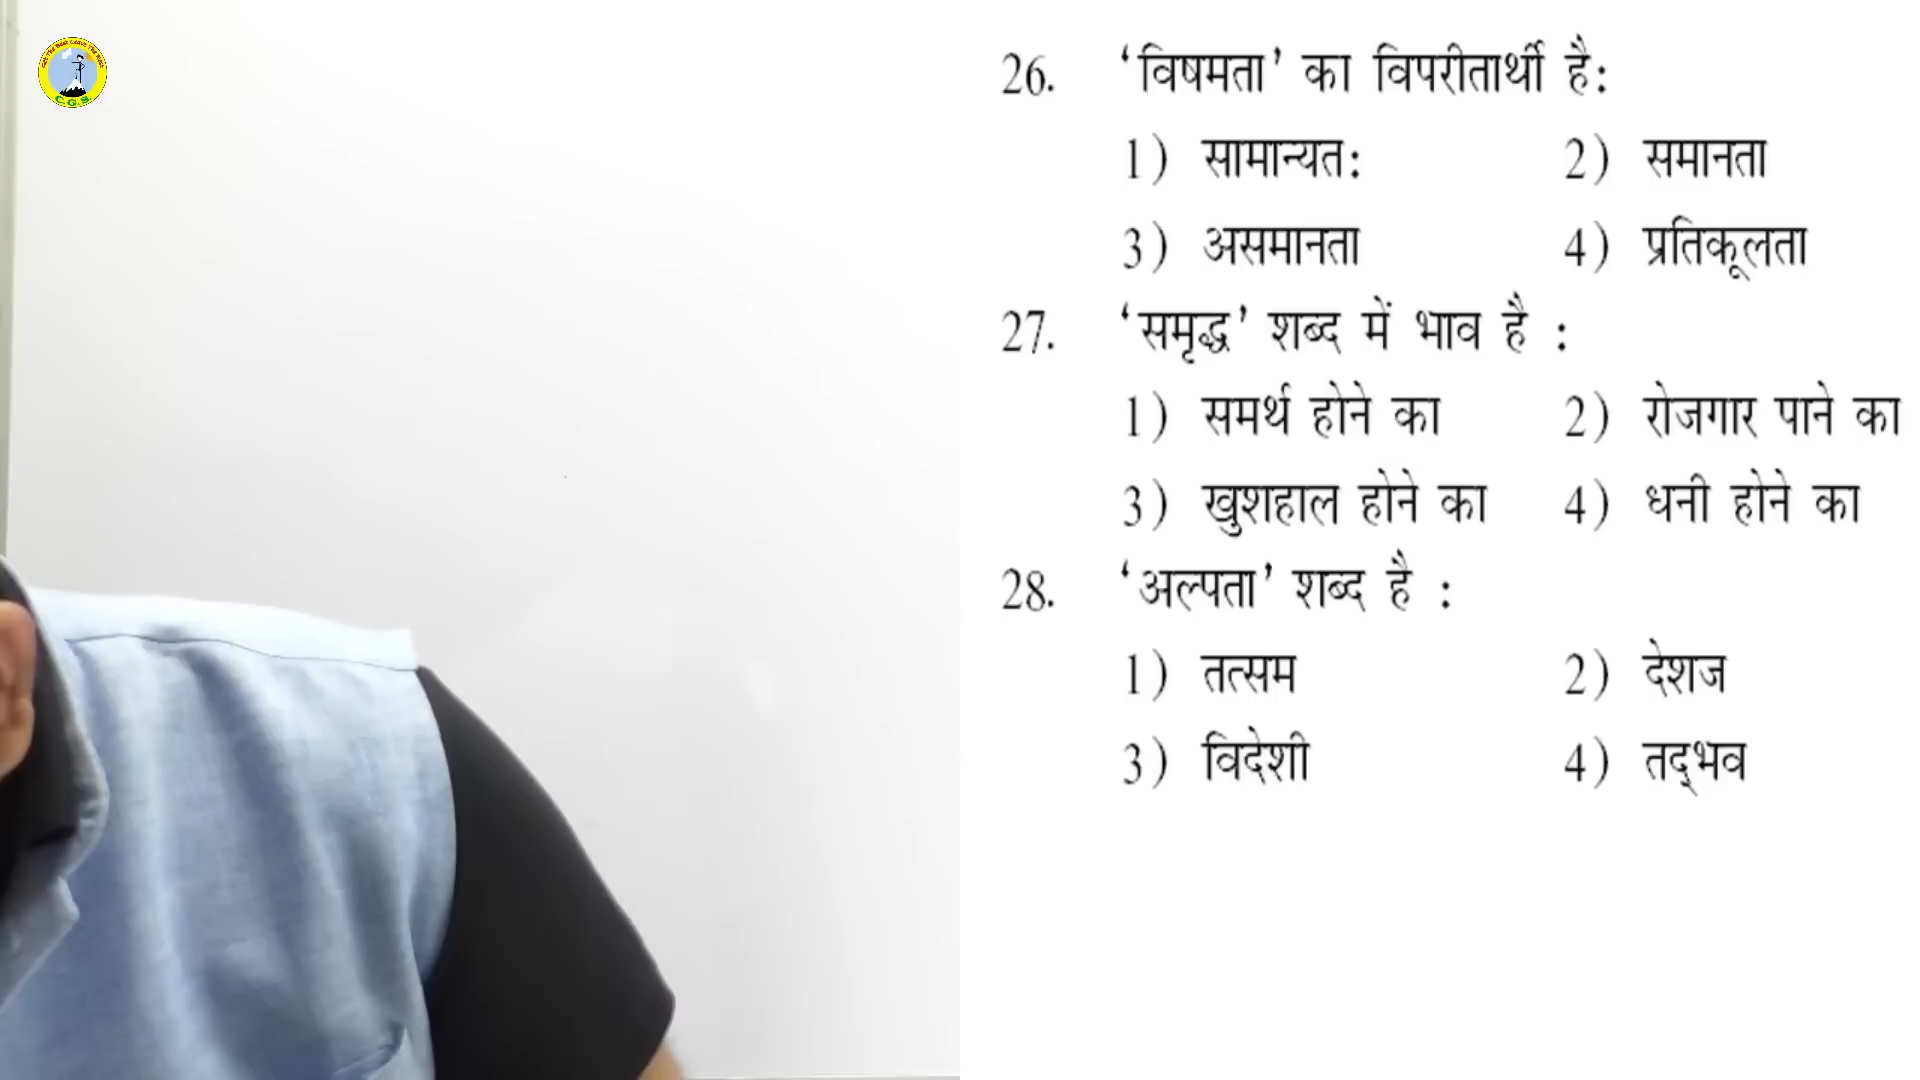 C.G.S.
26. ‘विषमता’ का विपरीतार्थी है:
1) सामान्यत: 2) समानता
3) असमानता 4) प्रतिकूलता
27. ‘समृद्ध’ शब्द में भाव है :
1) समर्थ होने का 2) रोजगार पाने का
3) खुशहाल होने का 4) धनी होने का
28. ‘अल्पता’ शब्द है :
1) तत्सम 2) देशज
3) विदेशी 4) तद्‌भव